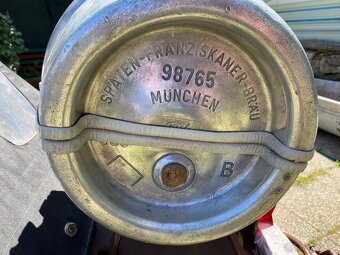 SPATEN-FRANZISKANER-BRÄU
98765
MÜNCHEN
B